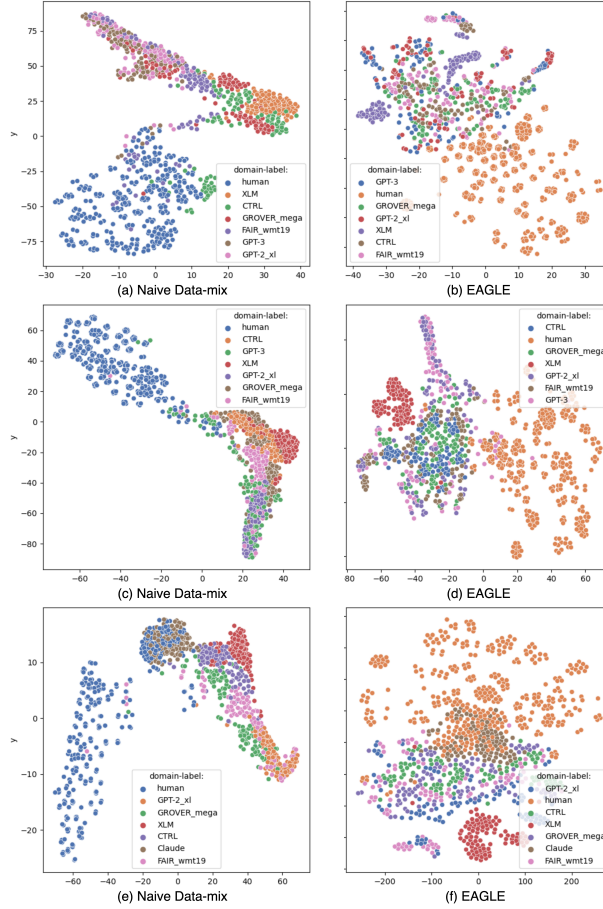 75
50
25
0
−25
−50
−75
y
−30
−20
−10
0
10
20
30
40
domain-label:
human
XLM
CTRL
GROVER_mega
FAIR_wmt19
GPT-3
GPT-2_xl
(a) Naive Data-mix
−40
−30
−20
−10
0
10
20
30
domain-label:
GPT-3
human
GROVER_mega
GPT-2_xl
XLM
CTRL
FAIR_wmt19
(b) EAGLE
60
40
20
0
−20
−40
−60
−80
y
−60
−40
−20
0
20
40
domain-label:
human
CTRL
GPT-3
XLM
GPT-2_xl
GROVER_mega
FAIR_wmt19
(c) Naive Data-mix
80
−60
−40
−20
0
20
40
60
domain-label:
CTRL
human
GROVER_mega
XLM
GPT-2_xl
FAIR_wmt19
GPT-3
(d) EAGLE
10
0
−10
−20
y
−60
−40
−20
0
20
40
60
domain-label:
human
GPT-2_xl
GROVER_mega
XLM
CTRL
Claude
FAIR_wmt19
(e) Naive Data-mix
−200
−100
0
100
200
domain-label:
GPT-2_xl
human
CTRL
XLM
GROVER_mega
Claude
FAIR_wmt19
(f) EAGLE